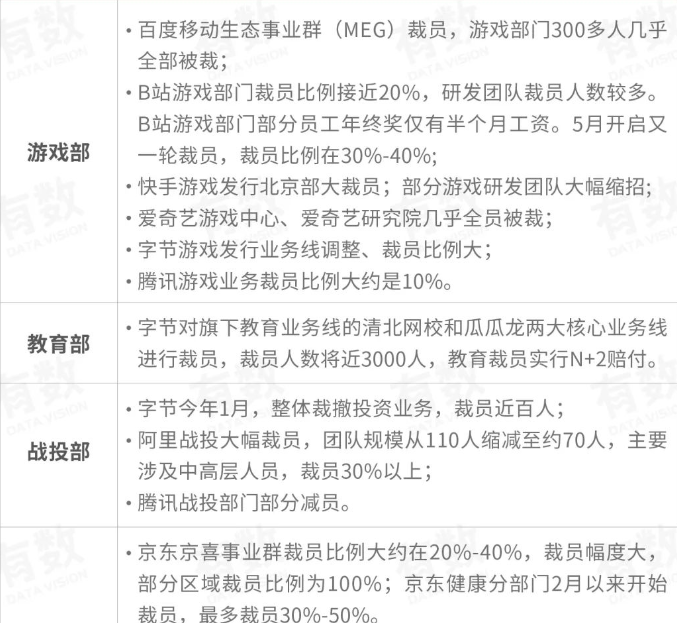 游戏部
• 百度移动生态事业群（MEG）裁员，游戏部门300多人几乎
全部被裁；
• B站游戏部门裁员比例接近20%，研发团队裁员人数较多。
B站游戏部门部分员工年终奖仅有半个月工资。5月开启又
一轮裁员，裁员比例在30%-40%;
• 快手游戏发行北京部大裁员；部分游戏研发团队大幅缩招;
• 爱奇艺游戏中心、爱奇艺研究院几乎全员被裁；
• 字节游戏发行业务线调整、裁员比例大；
• 腾讯游戏业务裁员比例大约是10%。
教育部
• 字节对旗下教育业务线的清北网校和瓜瓜龙两大核心业务线
进行裁员，裁员人数将近3000人，教育裁员实行N+2赔付。
战投部
• 字节今年1月，整体裁撤投资业务，裁员近百人；
• 阿里战投大幅裁员，团队规模从110人缩减至约70人，主要
涉及中高层人员，裁员30%以上；
• 腾讯战投部门部分减员。
• 京东京喜事业群裁员比例大约在20%-40%，裁员幅度大，
部分区域裁员比例为100%；京东健康分部门2月以来开始
裁员，最多裁员30%-50%。
有数
DATA VISION